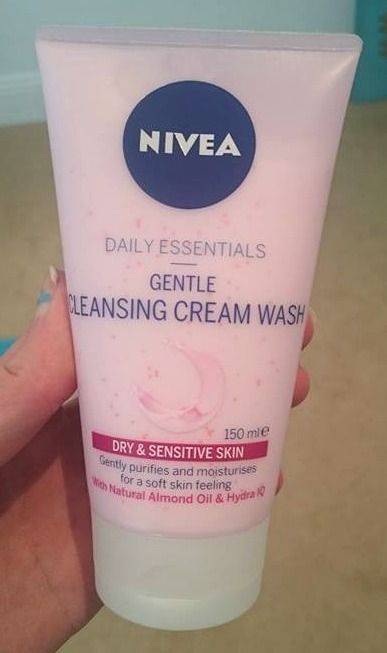 NIVEA
DAILY ESSENTIALS
GENTLE
CLEANSING CREAM WASH
150 ml e
DRY & SENSITIVE SKIN
Gently purifies and moisturises
for a soft skin feeling
With Natural Almond Oil & Hydra IQ